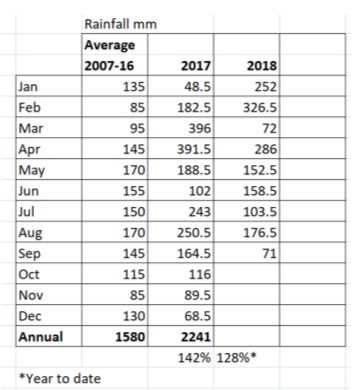 Rainfall mm
Average
2007-16 2017 2018
Jan 135 48.5 252
Feb 85 182.5 326.5
Mar 95 396 72
Apr 145 391.5 286
May 170 188.5 152.5
Jun 155 102 158.5
Jul 150 243 103.5
Aug 170 250.5 176.5
Sep 145 164.5 71
Oct 115 116
Nov 85 89.5
Dec 130 68.5
Annual 1580 2241
142% 128%*
*Year to date